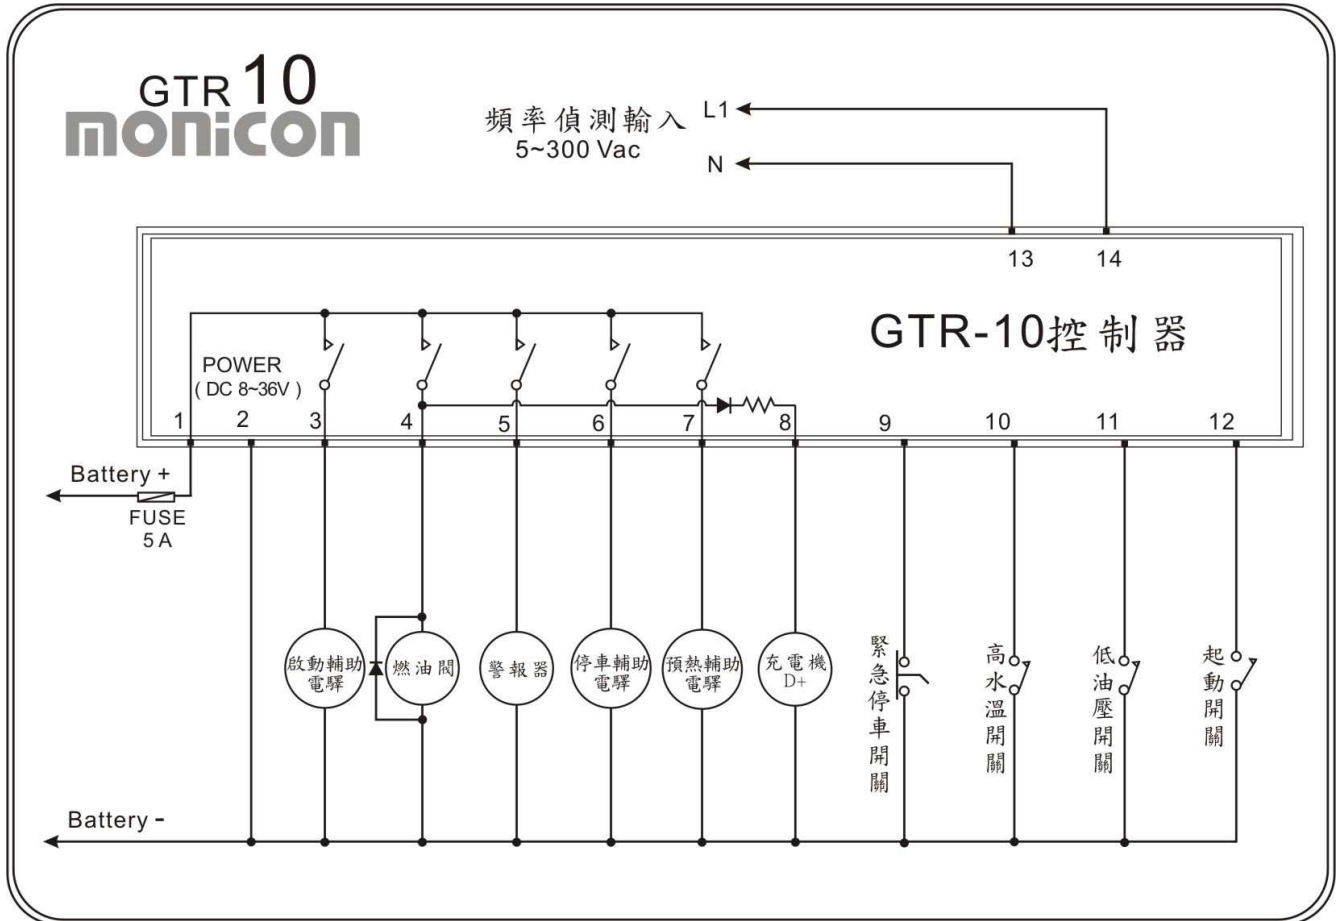 GTR 10
monicon
頻率偵測輸入
5~300 Vac
L1
N
13
14
GTR-10控制器
POWER
( DC 8~36V )
1
2
3
4
5
6
7
8
9
10
11
12
Battery +
FUSE
5 A
啟動輔助
電驛
燃油閥
警報器
停車輔助
電驛
預熱輔助
電驛
充電機
D+
緊急停車開關
高水溫開關
低油壓開關
起動開關
Battery -